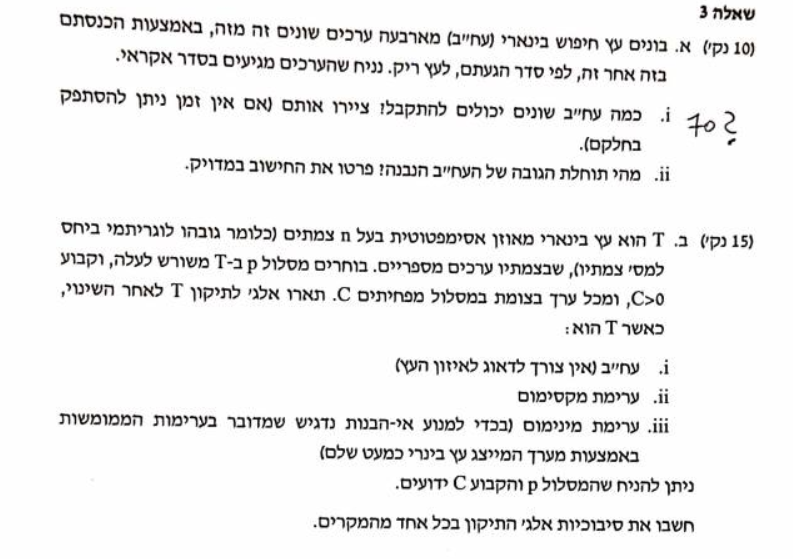 שאלה 3
(10 נק') א. בונים עץ חיפוש בינארי (עח"ב) מארבעה ערכים שונים זה מזה, באמצעות הכנסתם
בזה אחר זה, לפי סדר הגעתם, לעץ ריק. נניח שהערכים מגיעים בסדר אקראי.
i. כמה עח"ב שונים יכולים להתקבל? ציירו אותם (אם אין זמן ניתן להסתפק
בחלקם).
ii. מהי תוחלת הגובה של העח"ב הנבנה? פרטו את החישוב במדויק.
(15 נק') ב. T הוא עץ בינארי מאוזן אסימפטוטית בעל n צמתים (כלומר גובהו לוגריתמי ביחס
למס' צמתיו), שבצמתיו ערכים מספריים. בוחרים מסלול p ב-T משורש לעלה, וקבוע
C>0, ומכל ערך בצומת במסלול מפחיתים C. תארו אלג' לתיקון T לאחר השינוי,
כאשר T הוא:
i. עח"ב (אין צורך לדאוג לאיזון העץ)
ii. ערימת מקסימום
iii. ערימת מינימום (בכדי למנוע אי-הבנות נדגיש שמדובר בערימות הממומשות
באמצעות מערך המייצג עץ בינרי כמעט שלם)
ניתן להניח שהמסלול p והקבוע C ידועים.
חשבו את סיבוכיות אלג' התיקון בכל אחד מהמקרים.